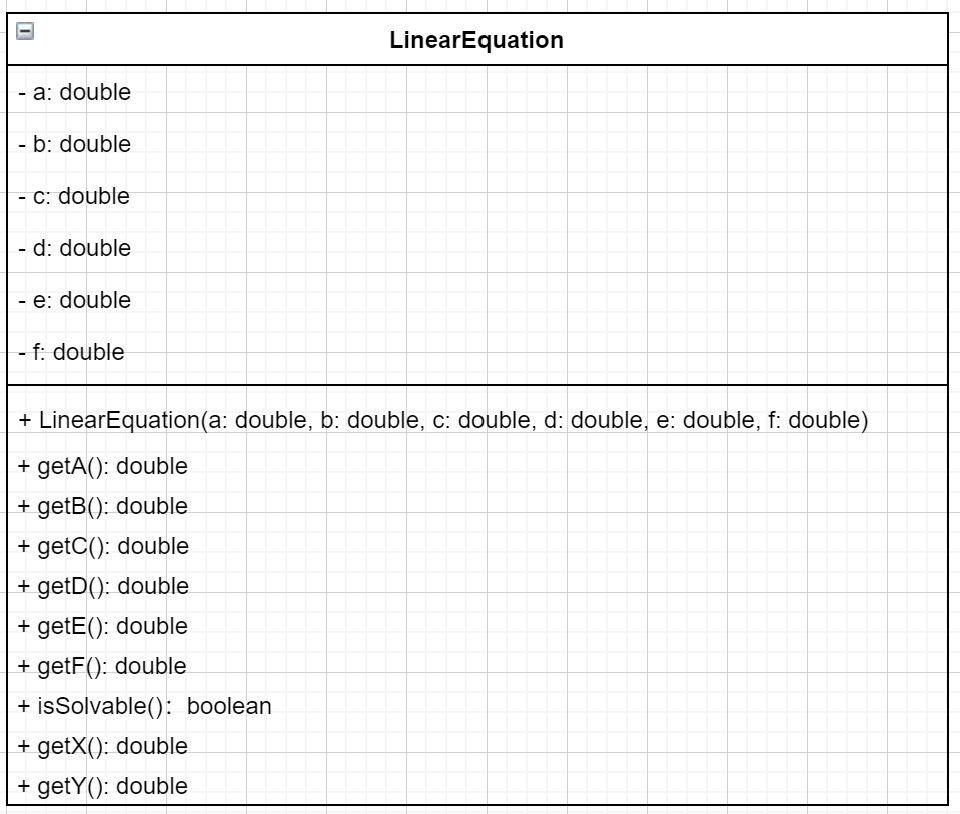 LinearEquation
- a: double
- b: double
- c: double
- d: double
- e: double
- f: double
+ LinearEquation(a: double, b: double, c: double, d: double, e: double, f: double)
+ getA(): double
+ getB(): double
+ getC(): double
+ getD(): double
+ getE(): double
+ getF(): double
+ isSolvable()： boolean
+ getX(): double
+ getY(): double